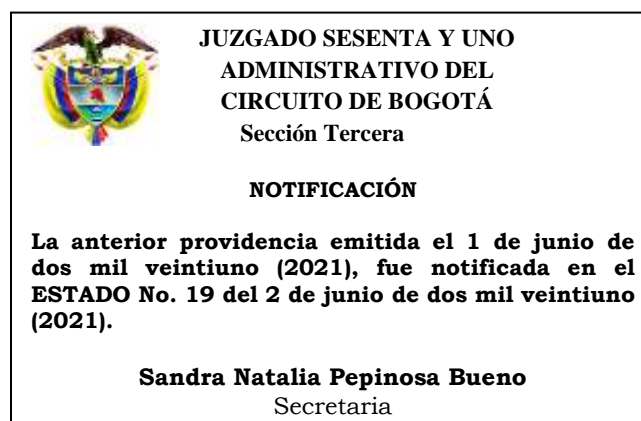 JUZGADO SESENTA Y UNO
ADMINISTRATIVO DEL
CIRCUITO DE BOGOTÁ
Sección Tercera
NOTIFICACIÓN
La anterior providencia emitida el 1 de junio de
dos mil veintiuno (2021), fue notificada en el
ESTADO No. 19 del 2 de junio de dos mil veintiuno
(2021).
Sandra Natalia Pepinosa Bueno
Secretaria